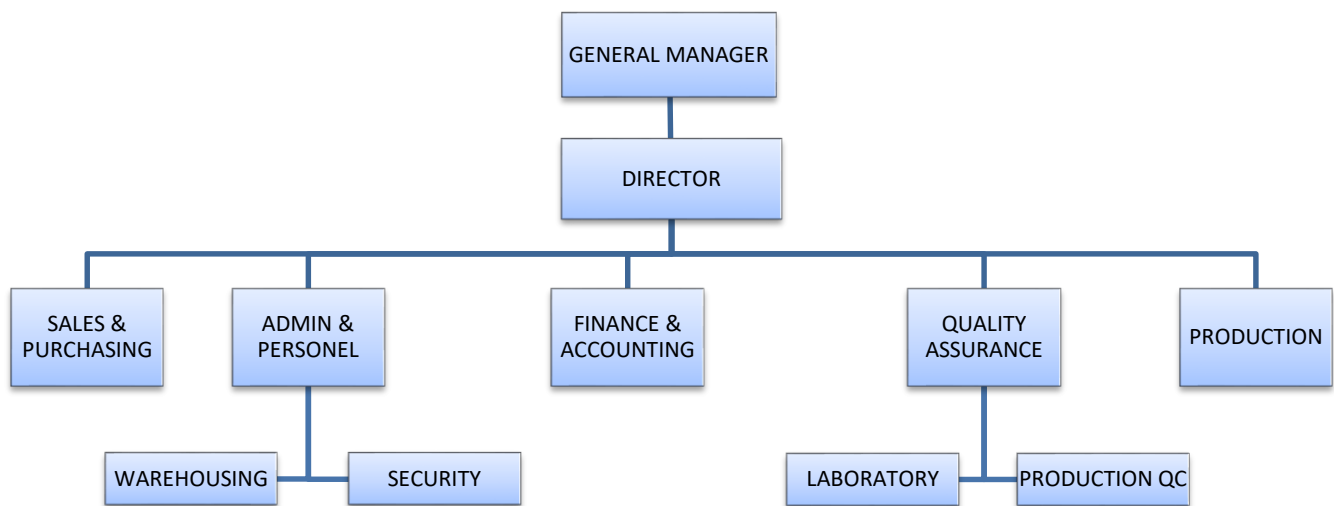 GENERAL MANAGER
DIRECTOR
SALES &
PURCHASING
ADMIN &
PERSONEL
FINANCE &
ACCOUNTING
QUALITY
ASSURANCE
PRODUCTION
WAREHOUSING
SECURITY
LABORATORY
PRODUCTION QC